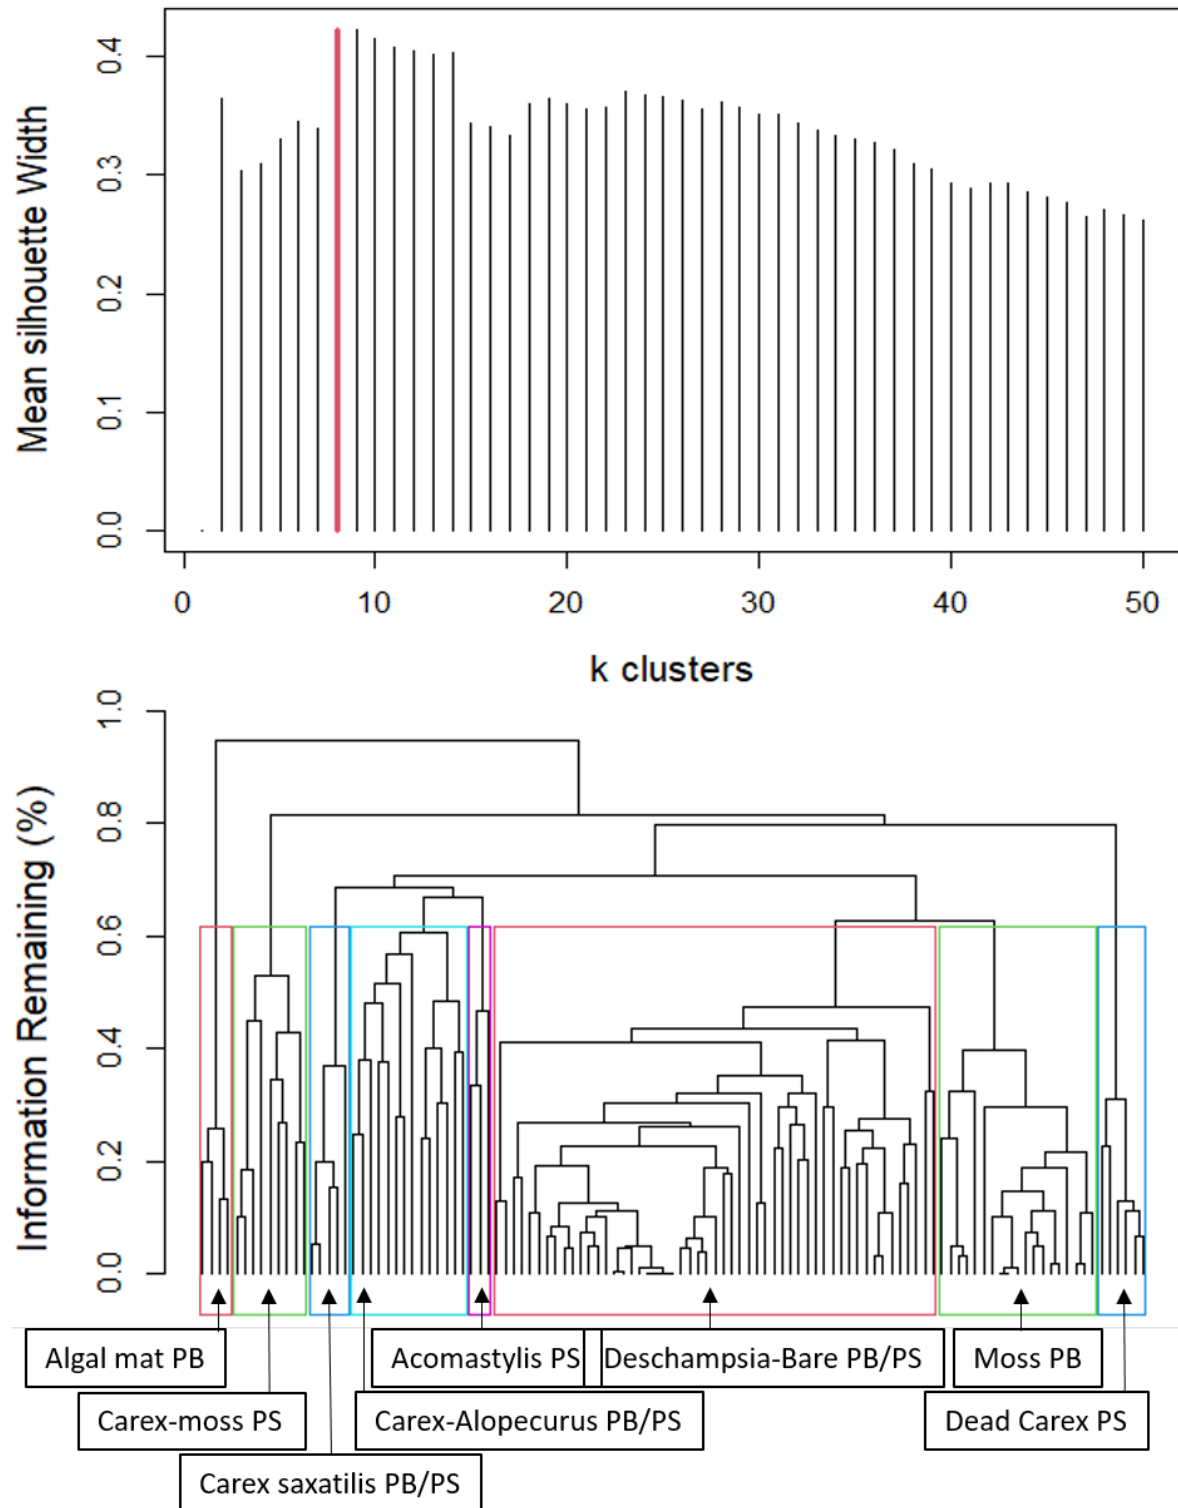 Mean silhouette Width
0.4
0.3
0.2
0.1
0.0
0 10 20 30 40 50
k clusters
Information Remaining (%)
1.0
0.8
0.6
0.4
0.2
0.0
Algal mat PB
Acomastylis PS
Deschampsia-Bare PB/PS
Moss PB
Carex-moss PS
Carex-Alopecurus PB/PS
Dead Carex PS
Carex saxatilis PB/PS